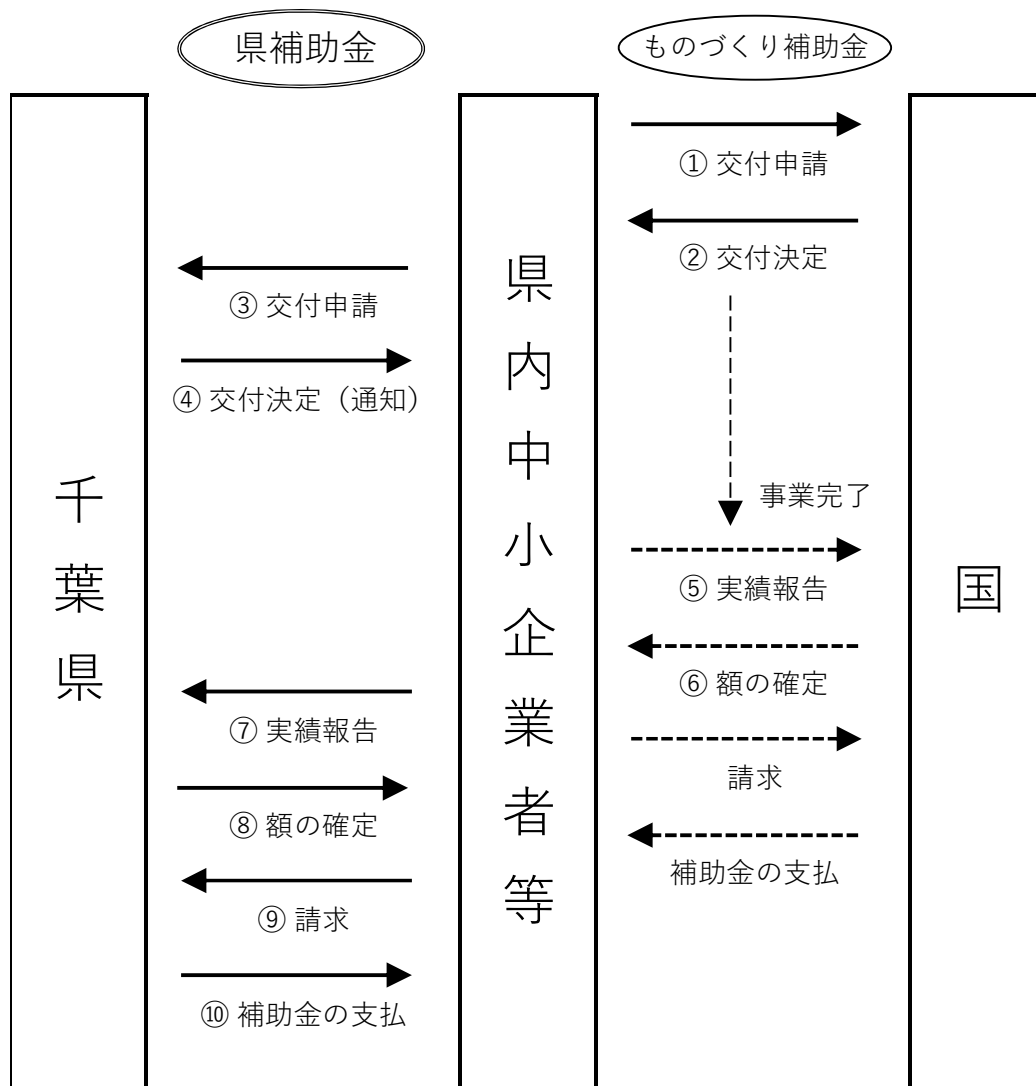 県補助金
ものづくり補助金
千葉県
県内中小企業者等
国
① 交付申請
② 交付決定
③ 交付申請
④ 交付決定（通知）
事業完了
⑤ 実績報告
⑥ 額の確定
⑦ 実績報告
請求
⑧ 額の確定
補助金の支払
⑨ 請求
⑩ 補助金の支払